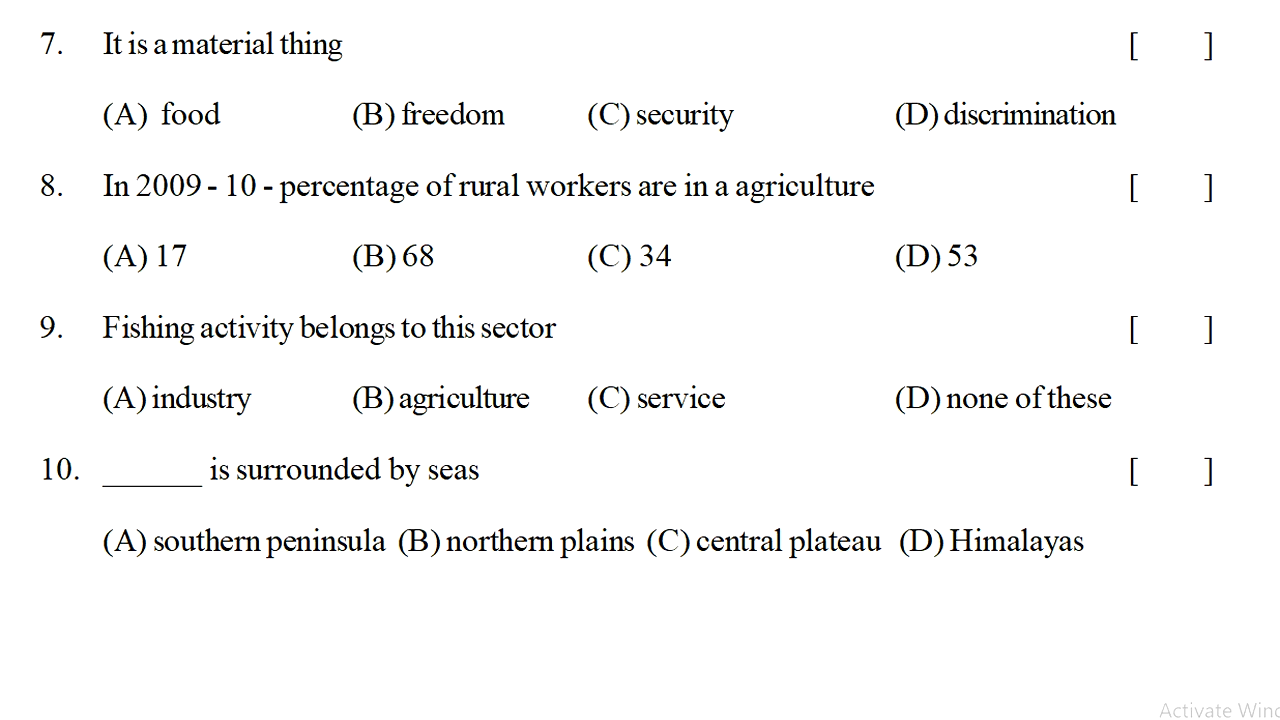 7. It is a material thing [ ]
(A) food (B) freedom (C) security (D) discrimination
8. In 2009 - 10 - percentage of rural workers are in a agriculture [ ]
(A) 17 (B) 68 (C) 34 (D) 53
9. Fishing activity belongs to this sector [ ]
(A) industry (B) agriculture (C) service (D) none of these
10. ______ is surrounded by seas [ ]
(A) southern peninsula (B) northern plains (C) central plateau (D) Himalayas
Activate Wind